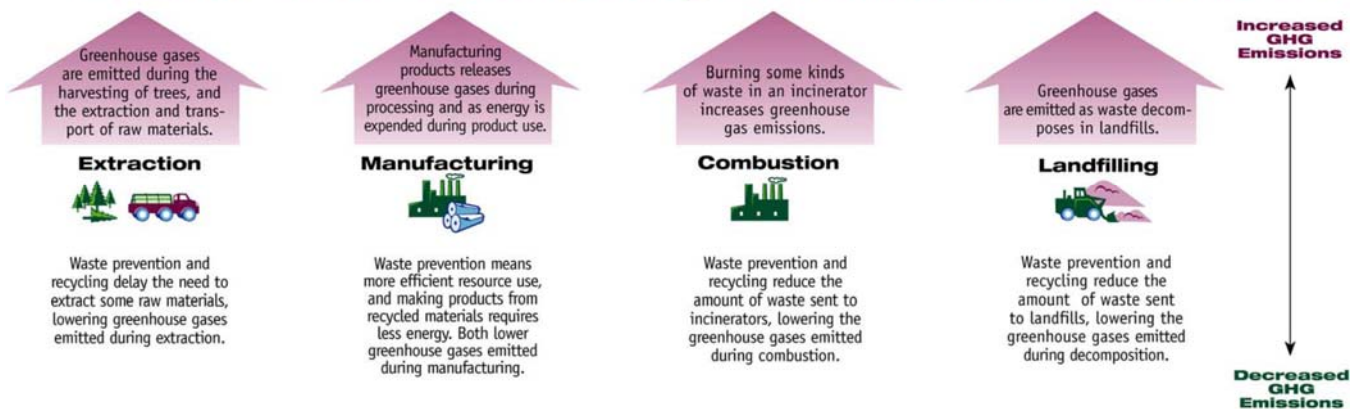 Greenhouse gases
are emitted during the
harvesting of trees, and
the extraction and trans-
port of raw materials.
Extraction
Waste prevention and
recycling delay the need to
extract some raw materials,
lowering greenhouse gases
emitted during extraction.
Manufacturing
products releases
greenhouse gases during
processing and as energy is
expended during product use.
Manufacturing
Waste prevention means
more efficient resource use,
and making products from
recycled materials requires
less energy. Both lower
greenhouse gases emitted
during manufacturing.
Burning some kinds
of waste in an incinerator
increases greenhouse
gas emissions.
Combustion
Waste prevention and
recycling reduce the
amount of waste sent to
incinerators, lowering the
greenhouse gases emitted
during combustion.
Greenhouse gases
are emitted as waste decom-
poses in landfills.
Landfilling
Waste prevention and
recycling reduce the
amount of waste sent
to landfills, lowering the
greenhouse gases emitted
during decomposition.
Increased
GHG
Emissions
Decreased
GHG
Emissions